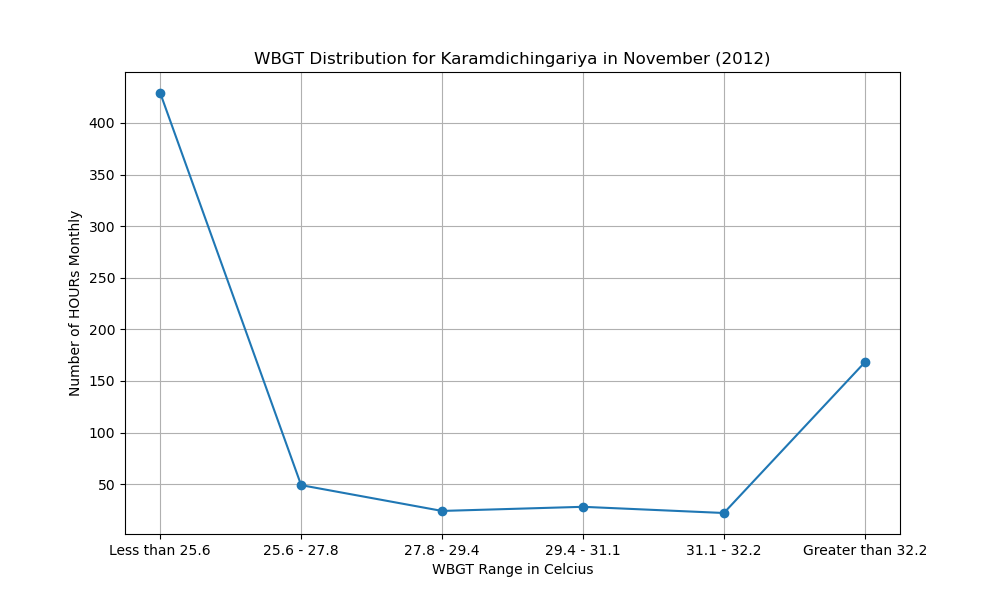 WBGT Distribution for Karamdichingariya in November (2012)
Number of HOURs Monthly
400
350
300
250
200
150
100
50
Less than 25.6 25.6 - 27.8 27.8 - 29.4 29.4 - 31.1 31.1 - 32.2 Greater than 32.2
WBGT Range in Celcius